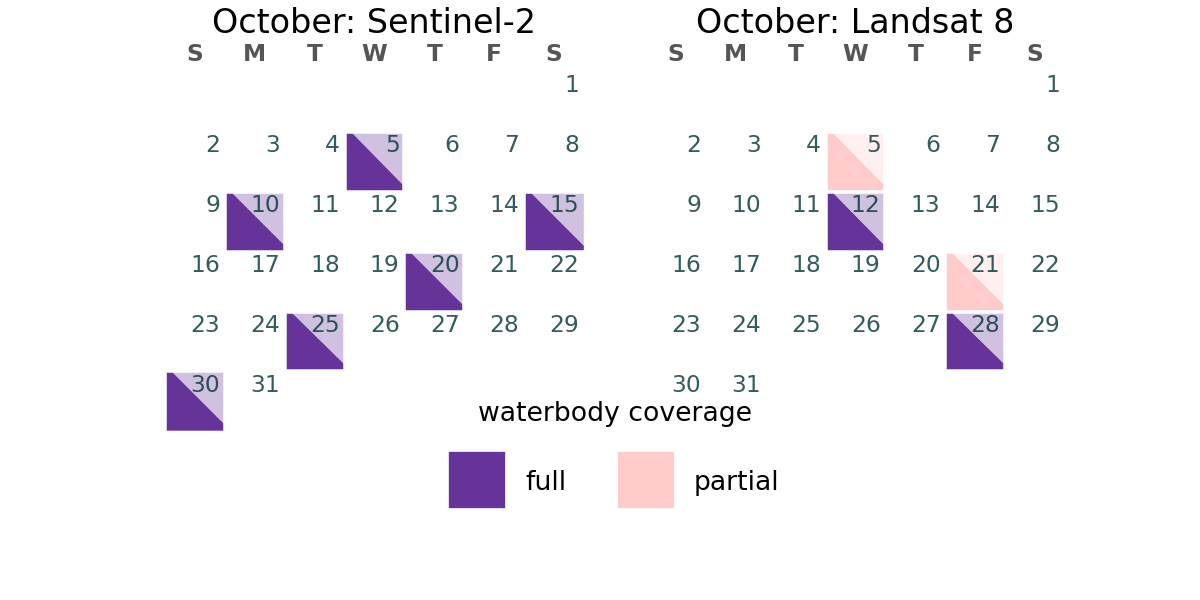 October: Sentinel-2
S M T W T F S
1
2 3 4 5 6 7 8
9 10 11 12 13 14 15
16 17 18 19 20 21 22
23 24 25 26 27 28 29
30 31
October: Landsat 8
S M T W T F S
1
2 3 4 5 6 7 8
9 10 11 12 13 14 15
16 17 18 19 20 21 22
23 24 25 26 27 28 29
30 31
waterbody coverage
full partial